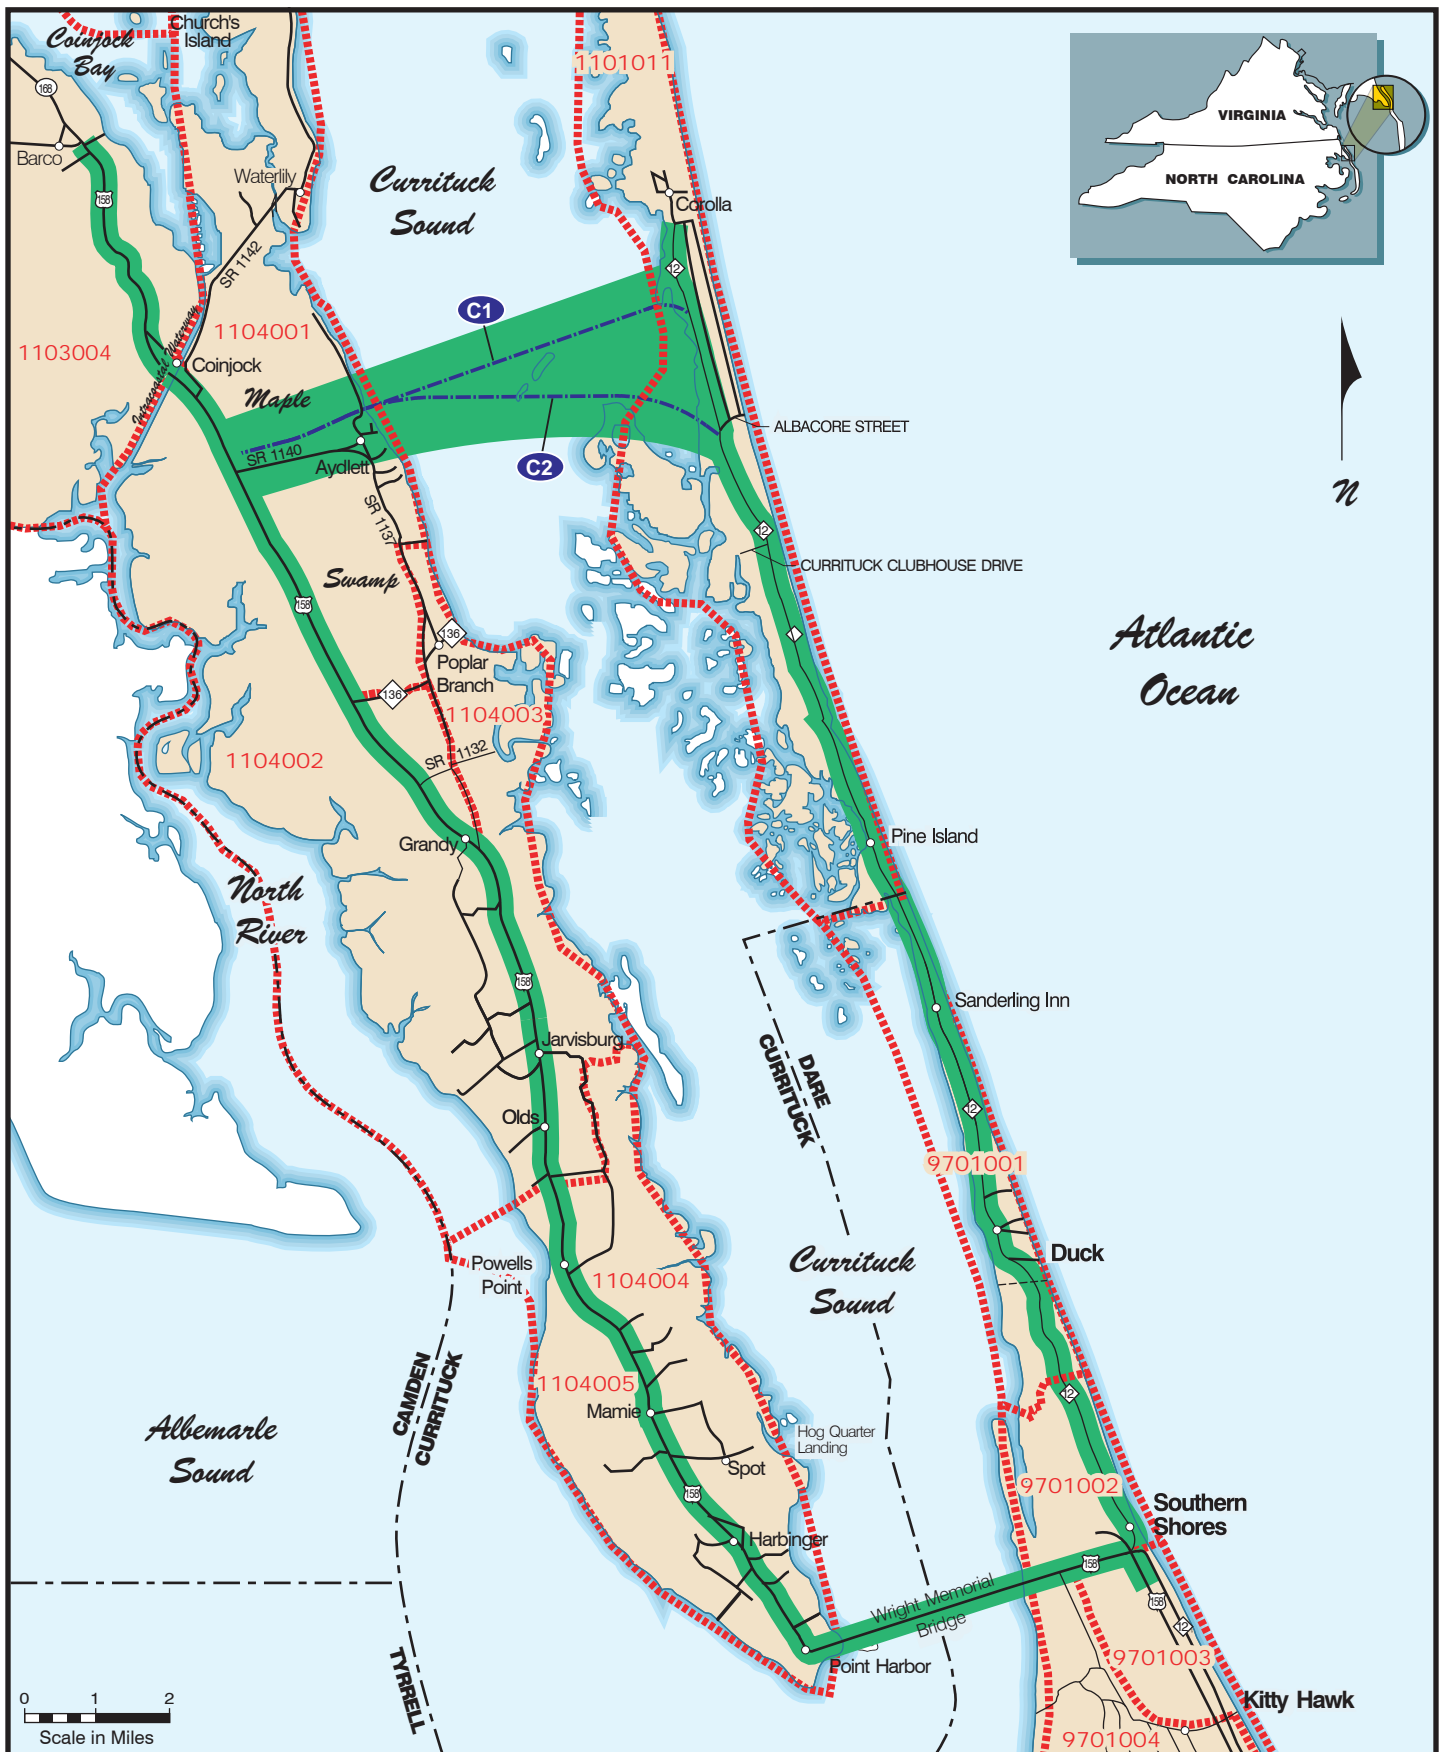 Church's
Island
Coinjock
Bay
1101011
168
Barco
VIRGINIA
NORTH CAROLINA
Waterlily
158
Currituck
Sound
Corolla
SR 1142
12
C1
Intracoastal Waterway
1104001
1103004
Coinjock
Maple
ALBACORE STREET
SR 1140
Aydlett
C2
N
SR 1137
12
CURRITUCK CLUBHOUSE DRIVE
Swamp
158
136
Atlantic
Ocean
Poplar
Branch
136
1104003
1104002
SR 1132
Grandy
Pine Island
North
River
158
Sanderling Inn
Jarvisburg
DARE
CURRITUCK
12
Olds
9701001
Duck
Powells
Point
1104004
Currituck
Sound
CAMDEN
CURRITUCK
1104005
12
Mamie
Albemarle
Sound
Hog Quarter
Landing
Spot
9701002
158
Southern
Shores
Harbinger
158
Wright Memorial
Bridge
158
12
TYRRELL
Point Harbor
9701003
Kitty Hawk
0 1 2
Scale in Miles
9701004